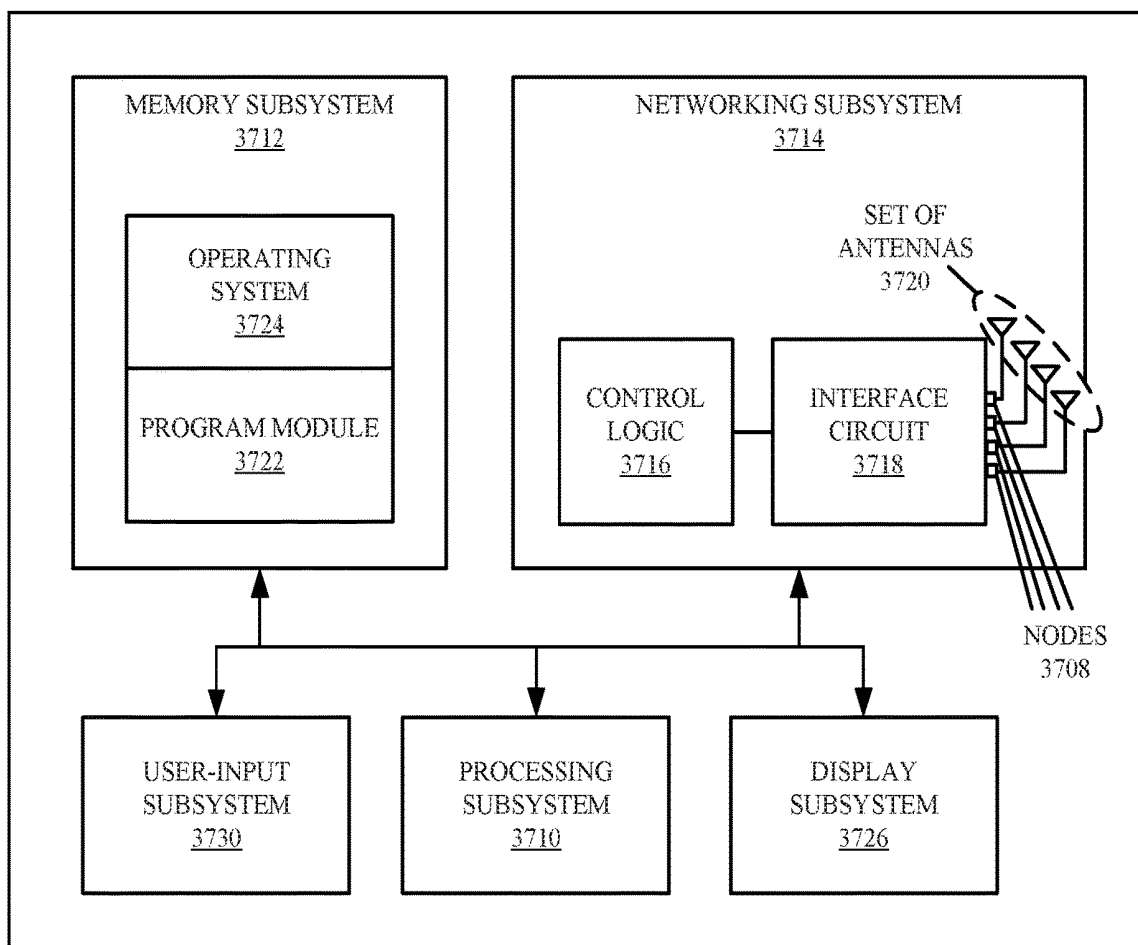 MEMORY SUBSYSTEM
3712
OPERATING
SYSTEM
3724
PROGRAM MODULE
3722
NETWORKING SUBSYSTEM
3714
SET OF
ANTENNAS
3720
CONTROL
LOGIC
3716
INTERFACE
CIRCUIT
3718
NODES
3708
USER-INPUT
SUBSYSTEM
3730
PROCESSING
SUBSYSTEM
3710
DISPLAY
SUBSYSTEM
3726